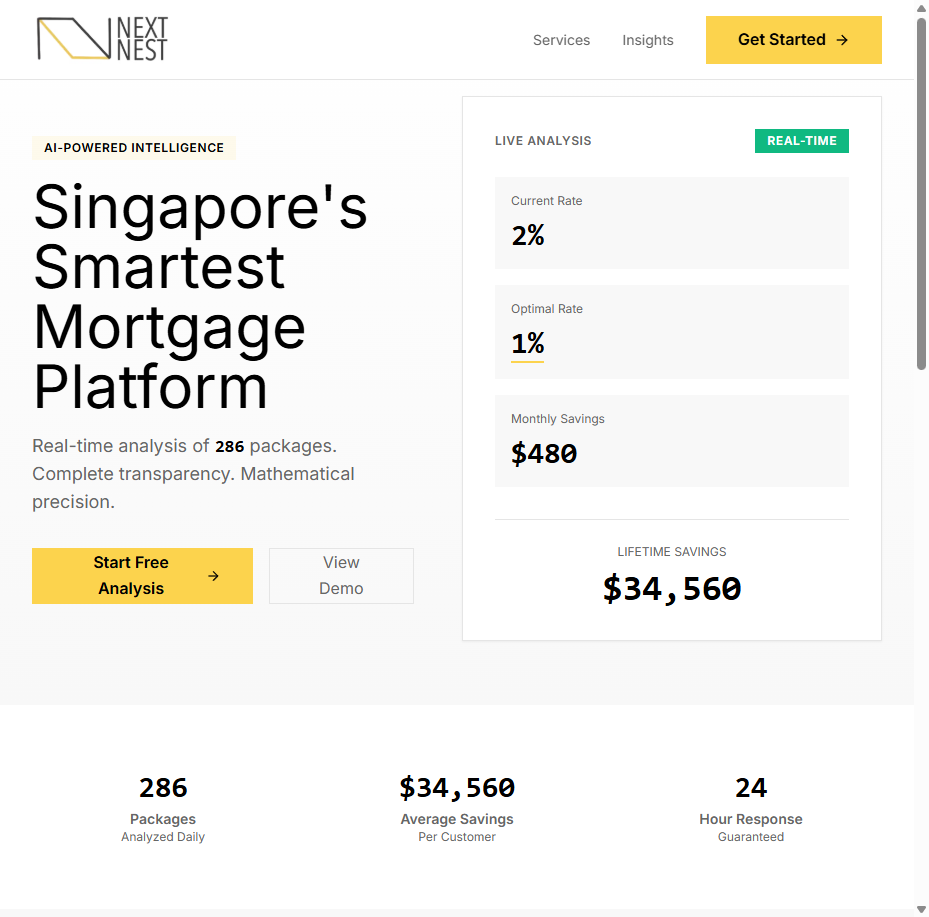 NEXT
NEST
Services
Insights
Get Started →
AI-POWERED INTELLIGENCE
Singapore's
Smartest
Mortgage
Platform
Real-time analysis of 286 packages.
Complete transparency. Mathematical
precision.
Start Free
Analysis →
View
Demo
LIVE ANALYSIS
REAL-TIME
Current Rate
2%
Optimal Rate
1%
Monthly Savings
$480
LIFETIME SAVINGS
$34,560
286
Packages
Analyzed Daily
$34,560
Average Savings
Per Customer
24
Hour Response
Guaranteed